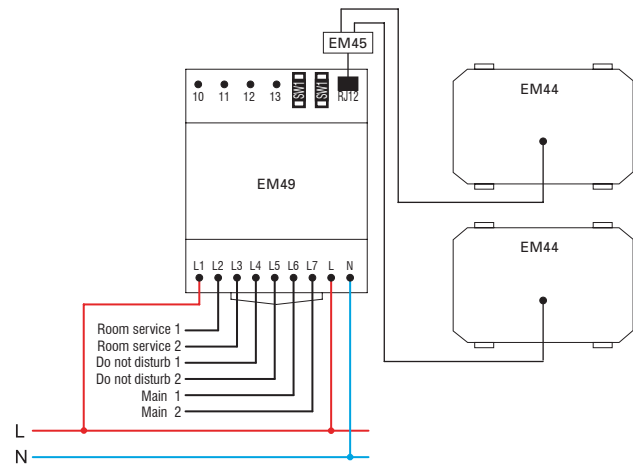 EM45
10 11 12 13 SW1 SW1 RJ12
EM44
EM49
EM44
L1 L2 L3 L4 L5 L6 L7 L N
Room service 1
Room service 2
Do not disturb 1
Do not disturb 2
Main 1
Main 2
L
N